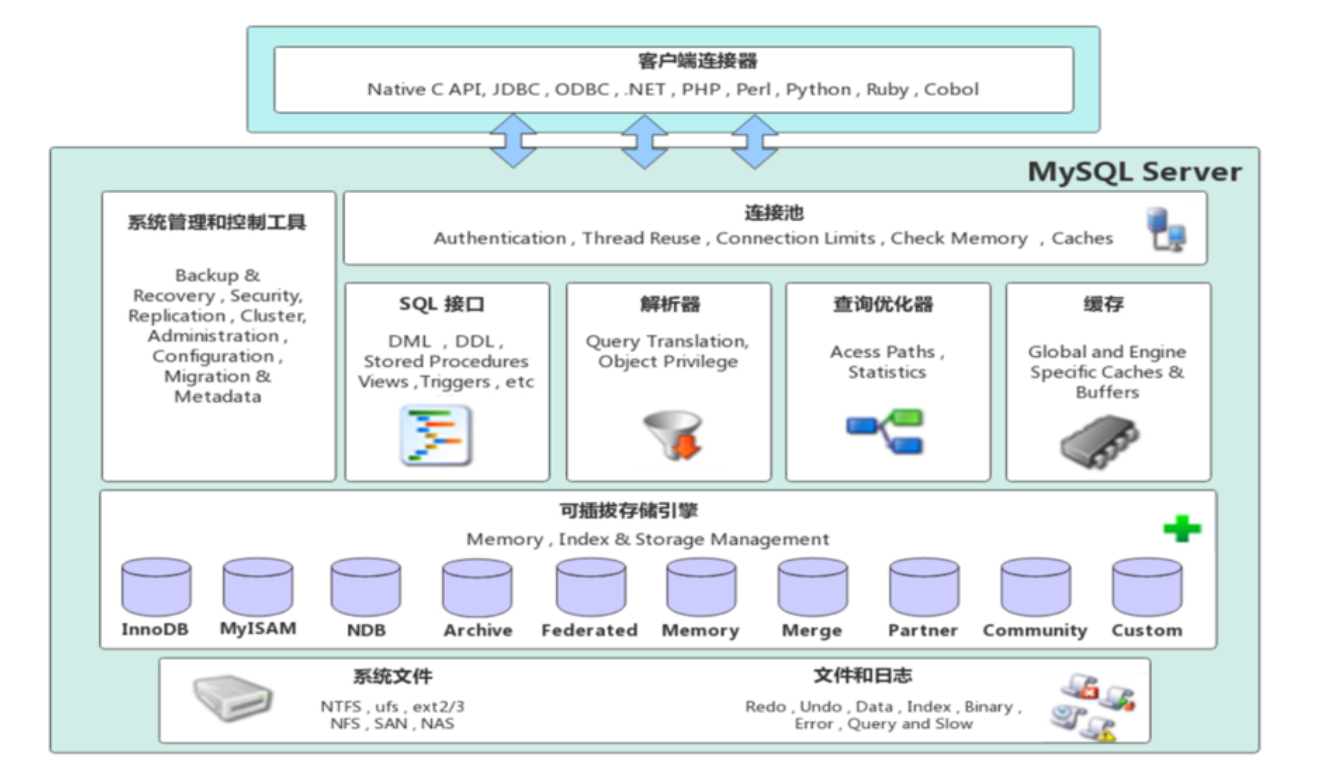 客户端连接器
Native C API, JDBC , ODBC , .NET , PHP , Perl , Python , Ruby , Cobol
MySQL Server
系统管理和控制工具
Backup &
Recovery , Security,
Replication , Cluster,
Administration ,
Configuration ,
Migration &
Metadata
连接池
Authentication , Thread Reuse , Connection Limits , Check Memory , Caches
SQL 接口
DML , DDL ,
Stored Procedures
Views ,Triggers , etc
解析器
Query Translation,
Object Privilege
查询优化器
Acess Paths ,
Statistics
缓存
Global and Engine
Specific Caches &
Buffers
可插拔存储引擎
Memory , Index & Storage Management
InnoDB MyISAM NDB Archive Federated Memory Merge Partner Community Custom
系统文件
NTFS , ufs , ext2/3
NFS , SAN , NAS
文件和日志
Redo , Undo , Data , Index , Binary ,
Error , Query and Slow